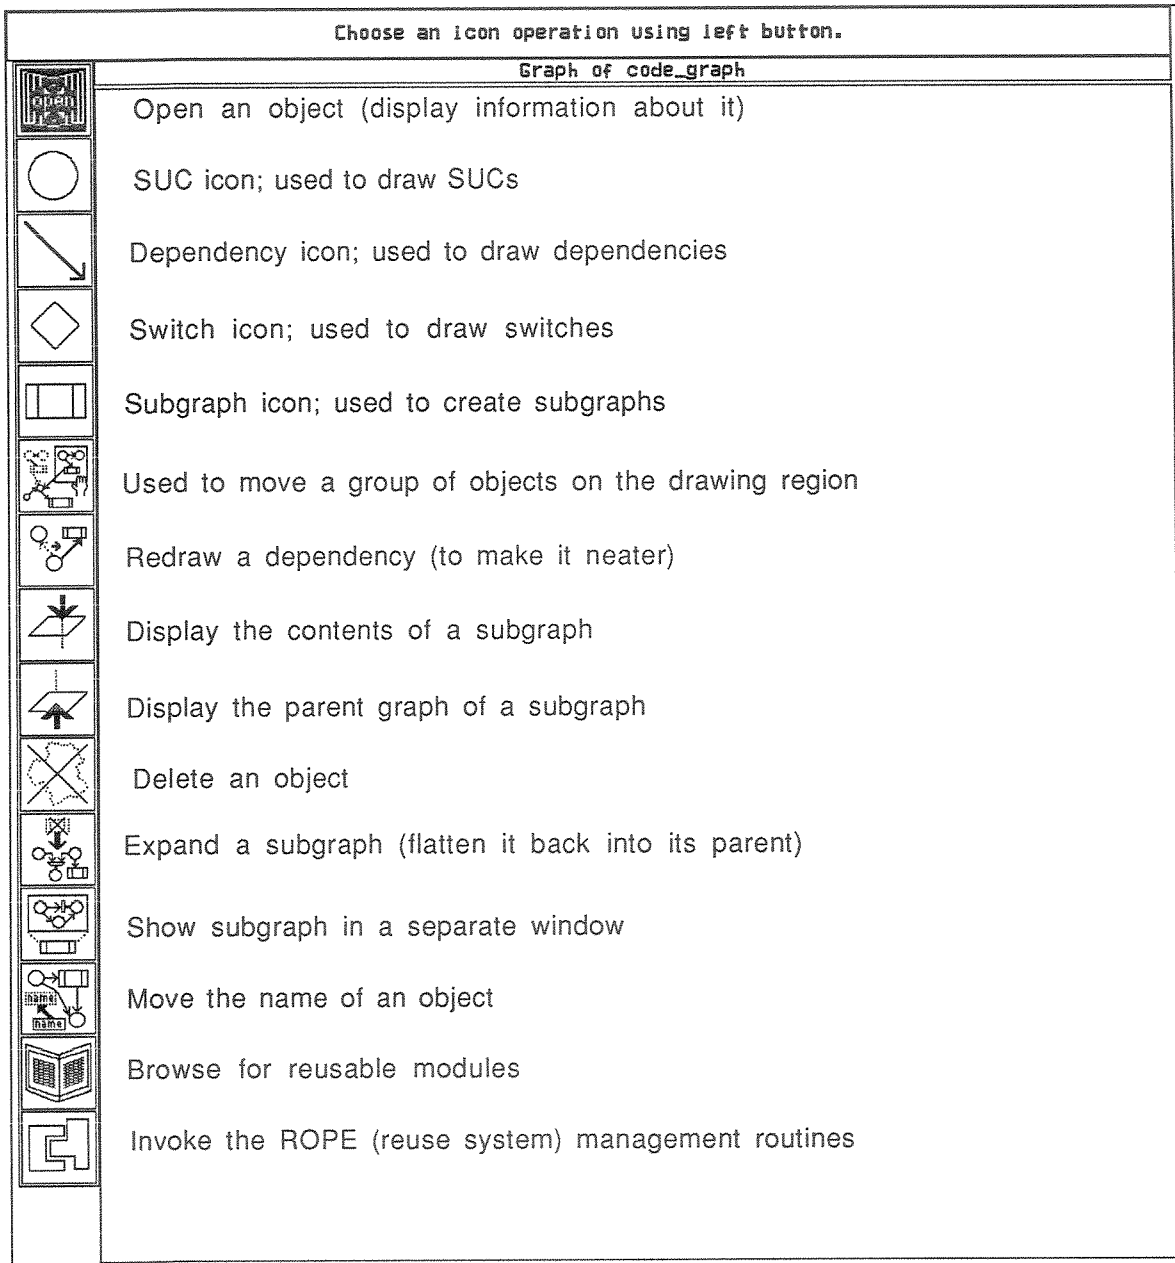 Choose an icon operation using left button.
Graph of code_graph
open
Open an object (display information about it)
SUC icon; used to draw SUCs
Dependency icon; used to draw dependencies
Switch icon; used to draw switches
Subgraph icon; used to create subgraphs
Used to move a group of objects on the drawing region
Redraw a dependency (to make it neater)
Display the contents of a subgraph
Display the parent graph of a subgraph
Delete an object
Expand a subgraph (flatten it back into its parent)
Show subgraph in a separate window
name
name
Move the name of an object
Browse for reusable modules
Invoke the ROPE (reuse system) management routines